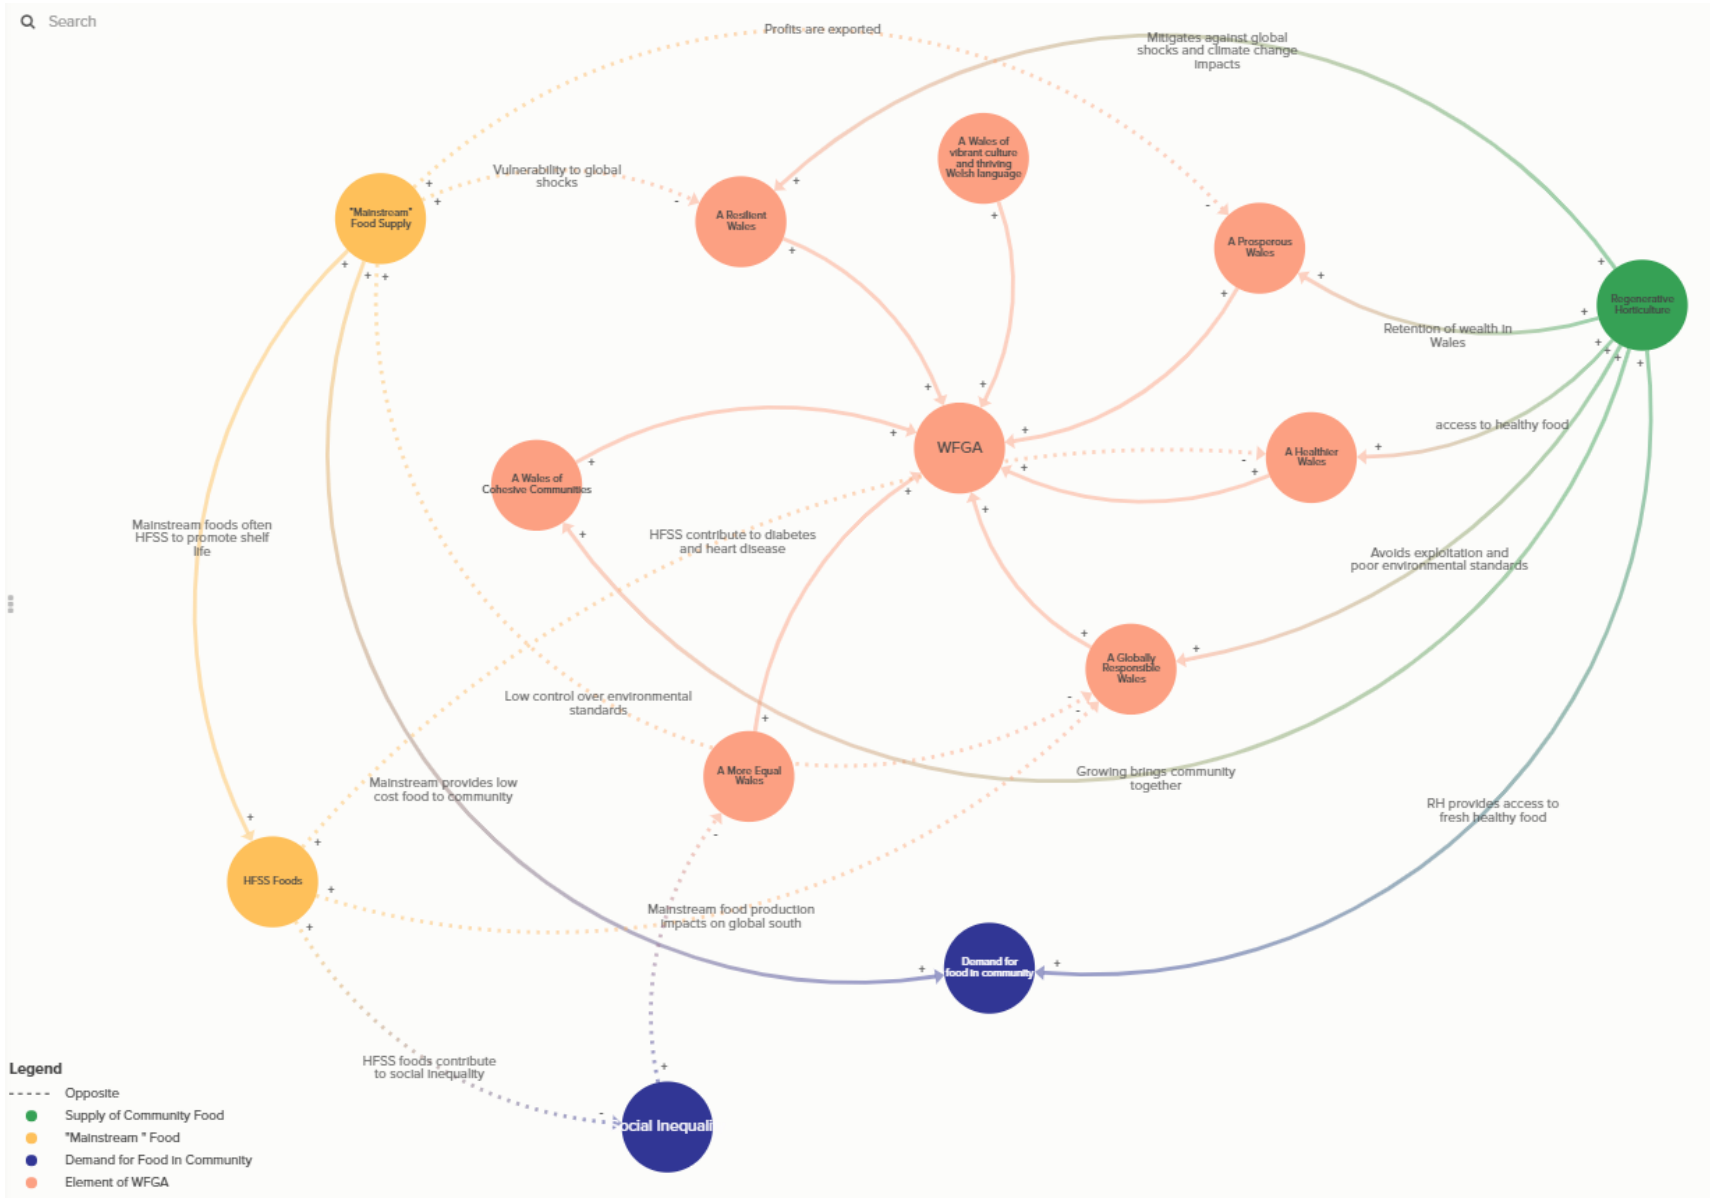 Search
Profits are exported
Mitigates against global
shocks and climate change
impacts
A Wales of
vibrant culture
and thriving
Welsh language
Vulnerability to global
shocks
"Mainstream"
Food Supply
A Resilient
Wales
A Prosperous
Wales
Regenerative
Horticulture
Retention of wealth in
Wales
access to healthy food
WFGA
A Healthier
Wales
A Wales of
Cohesive Communities
Mainstream foods often
HFSS to promote shelf
life
HFSS contribute to diabetes
and heart disease
Avoids exploitation and
poor environmental standards
A Globally
Responsible
Wales
Low control over environmental
standards
A More Equal
Wales
Growing brings community
together
Mainstream provides low
cost food to community
RH provides access to
fresh healthy food
HFSS Foods
Mainstream food production
impacts on global south
Demand for
food in community
HFSS foods contribute
to social inequality
ocial Inequali
Legend
Opposite
Supply of Community Food
"Mainstream " Food
Demand for Food in Community
Element of WFGA